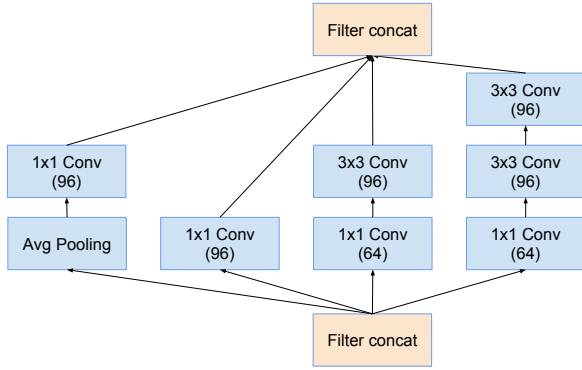 Filter concat
3x3 Conv
(96)
1x1 Conv
(96)
3x3 Conv
(96)
3x3 Conv
(96)
Avg Pooling
1x1 Conv
(96)
1x1 Conv
(64)
1x1 Conv
(64)
Filter concat